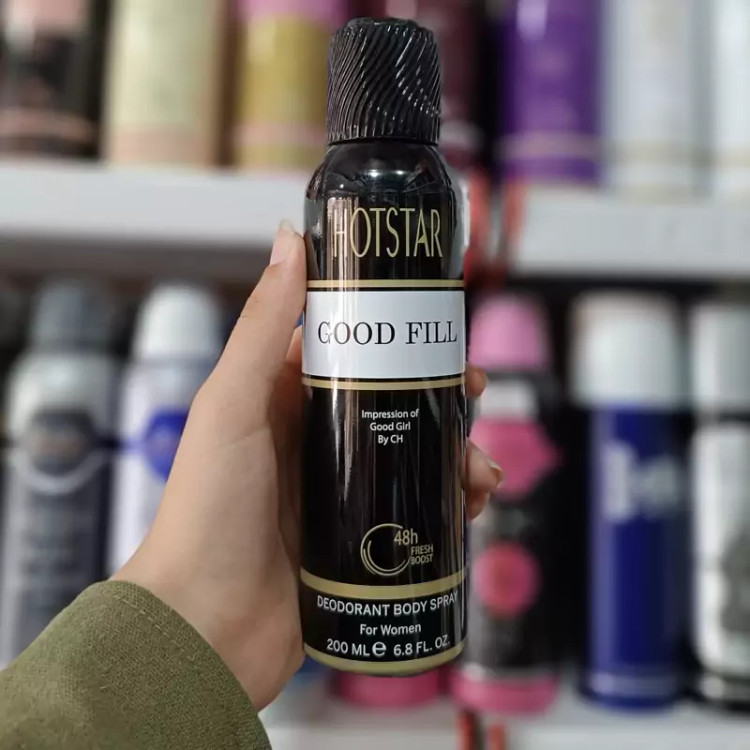 HOTSTAR
GOOD FILL
Impression of
Good Girl
By CH
48h
FRESH
BOOST
DEODORANT BODY SPRAY
For Women
200 ML e 6.8 FL. OZ.